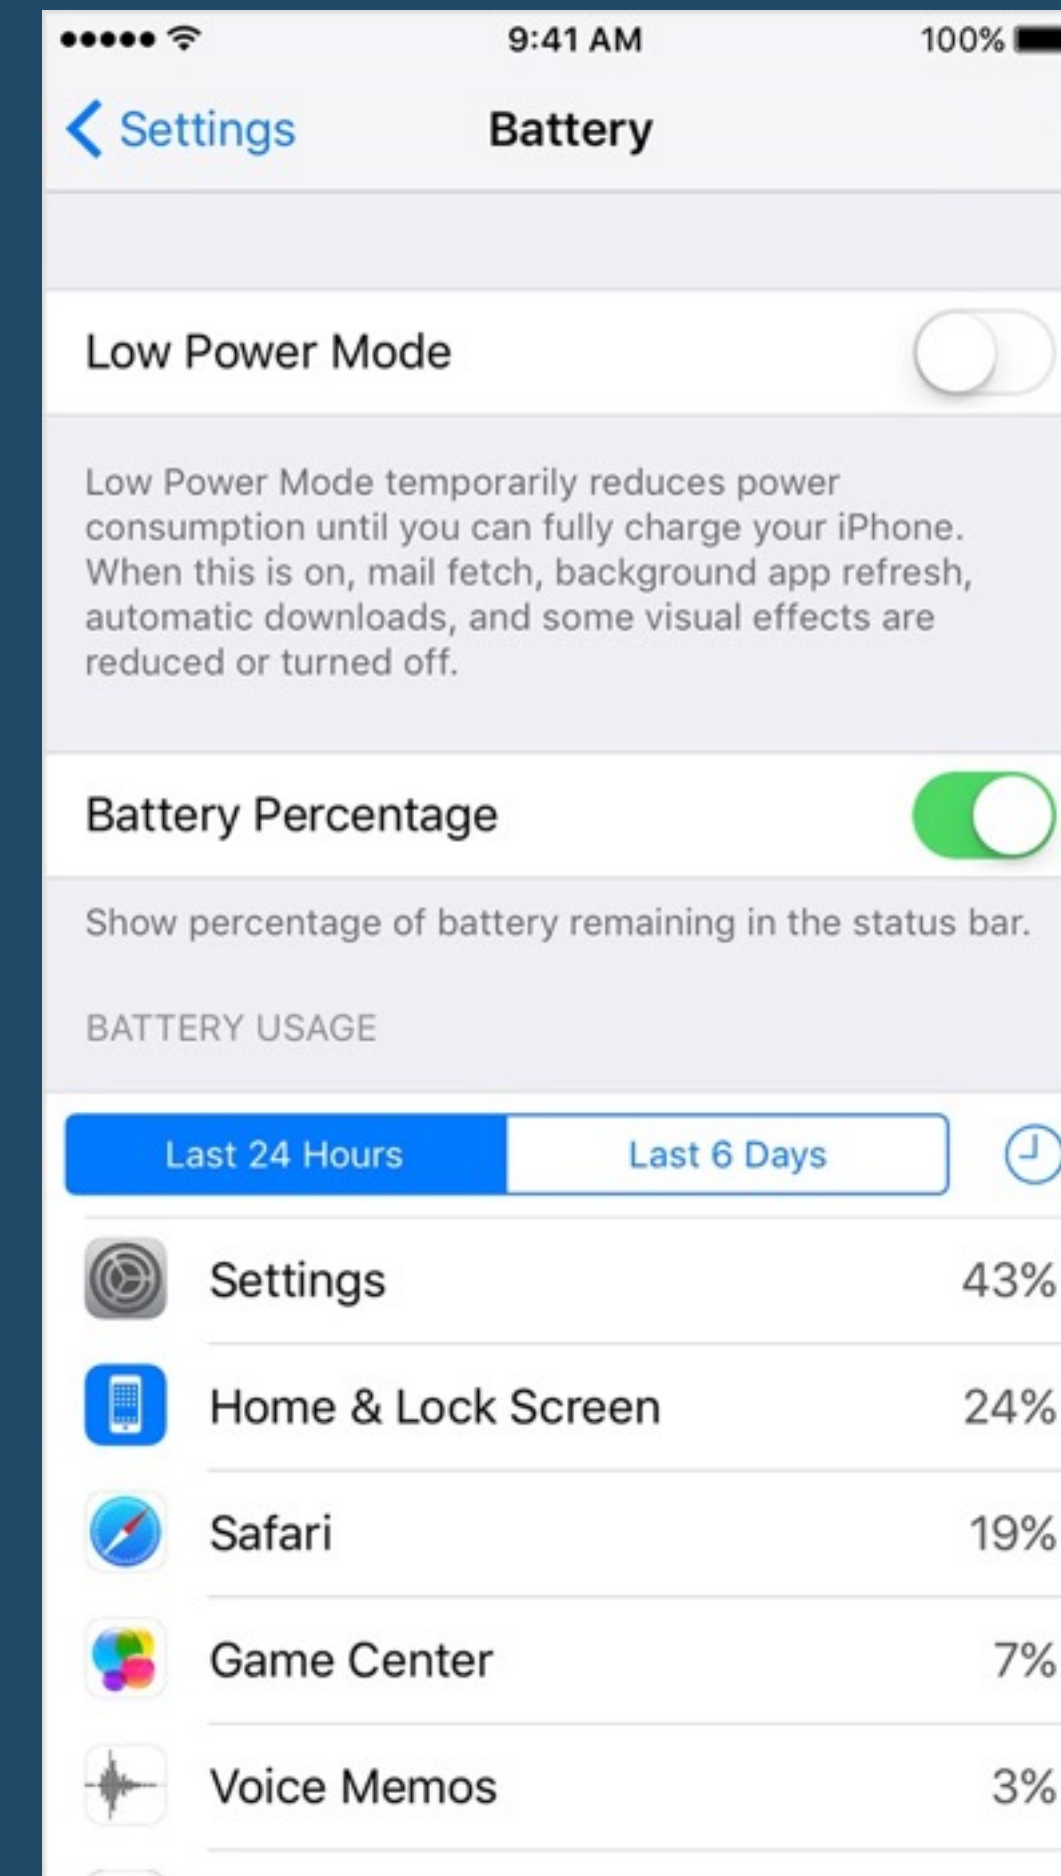 9:41 AM 100%
Settings Battery
Low Power Mode
Low Power Mode temporarily reduces power
consumption until you can fully charge your iPhone.
When this is on, mail fetch, background app refresh,
automatic downloads, and some visual effects are
reduced or turned off.
Battery Percentage
Show percentage of battery remaining in the status bar.
BATTERY USAGE
Last 24 Hours Last 6 Days
Settings 43%
Home & Lock Screen 24%
Safari 19%
Game Center 7%
Voice Memos 3%